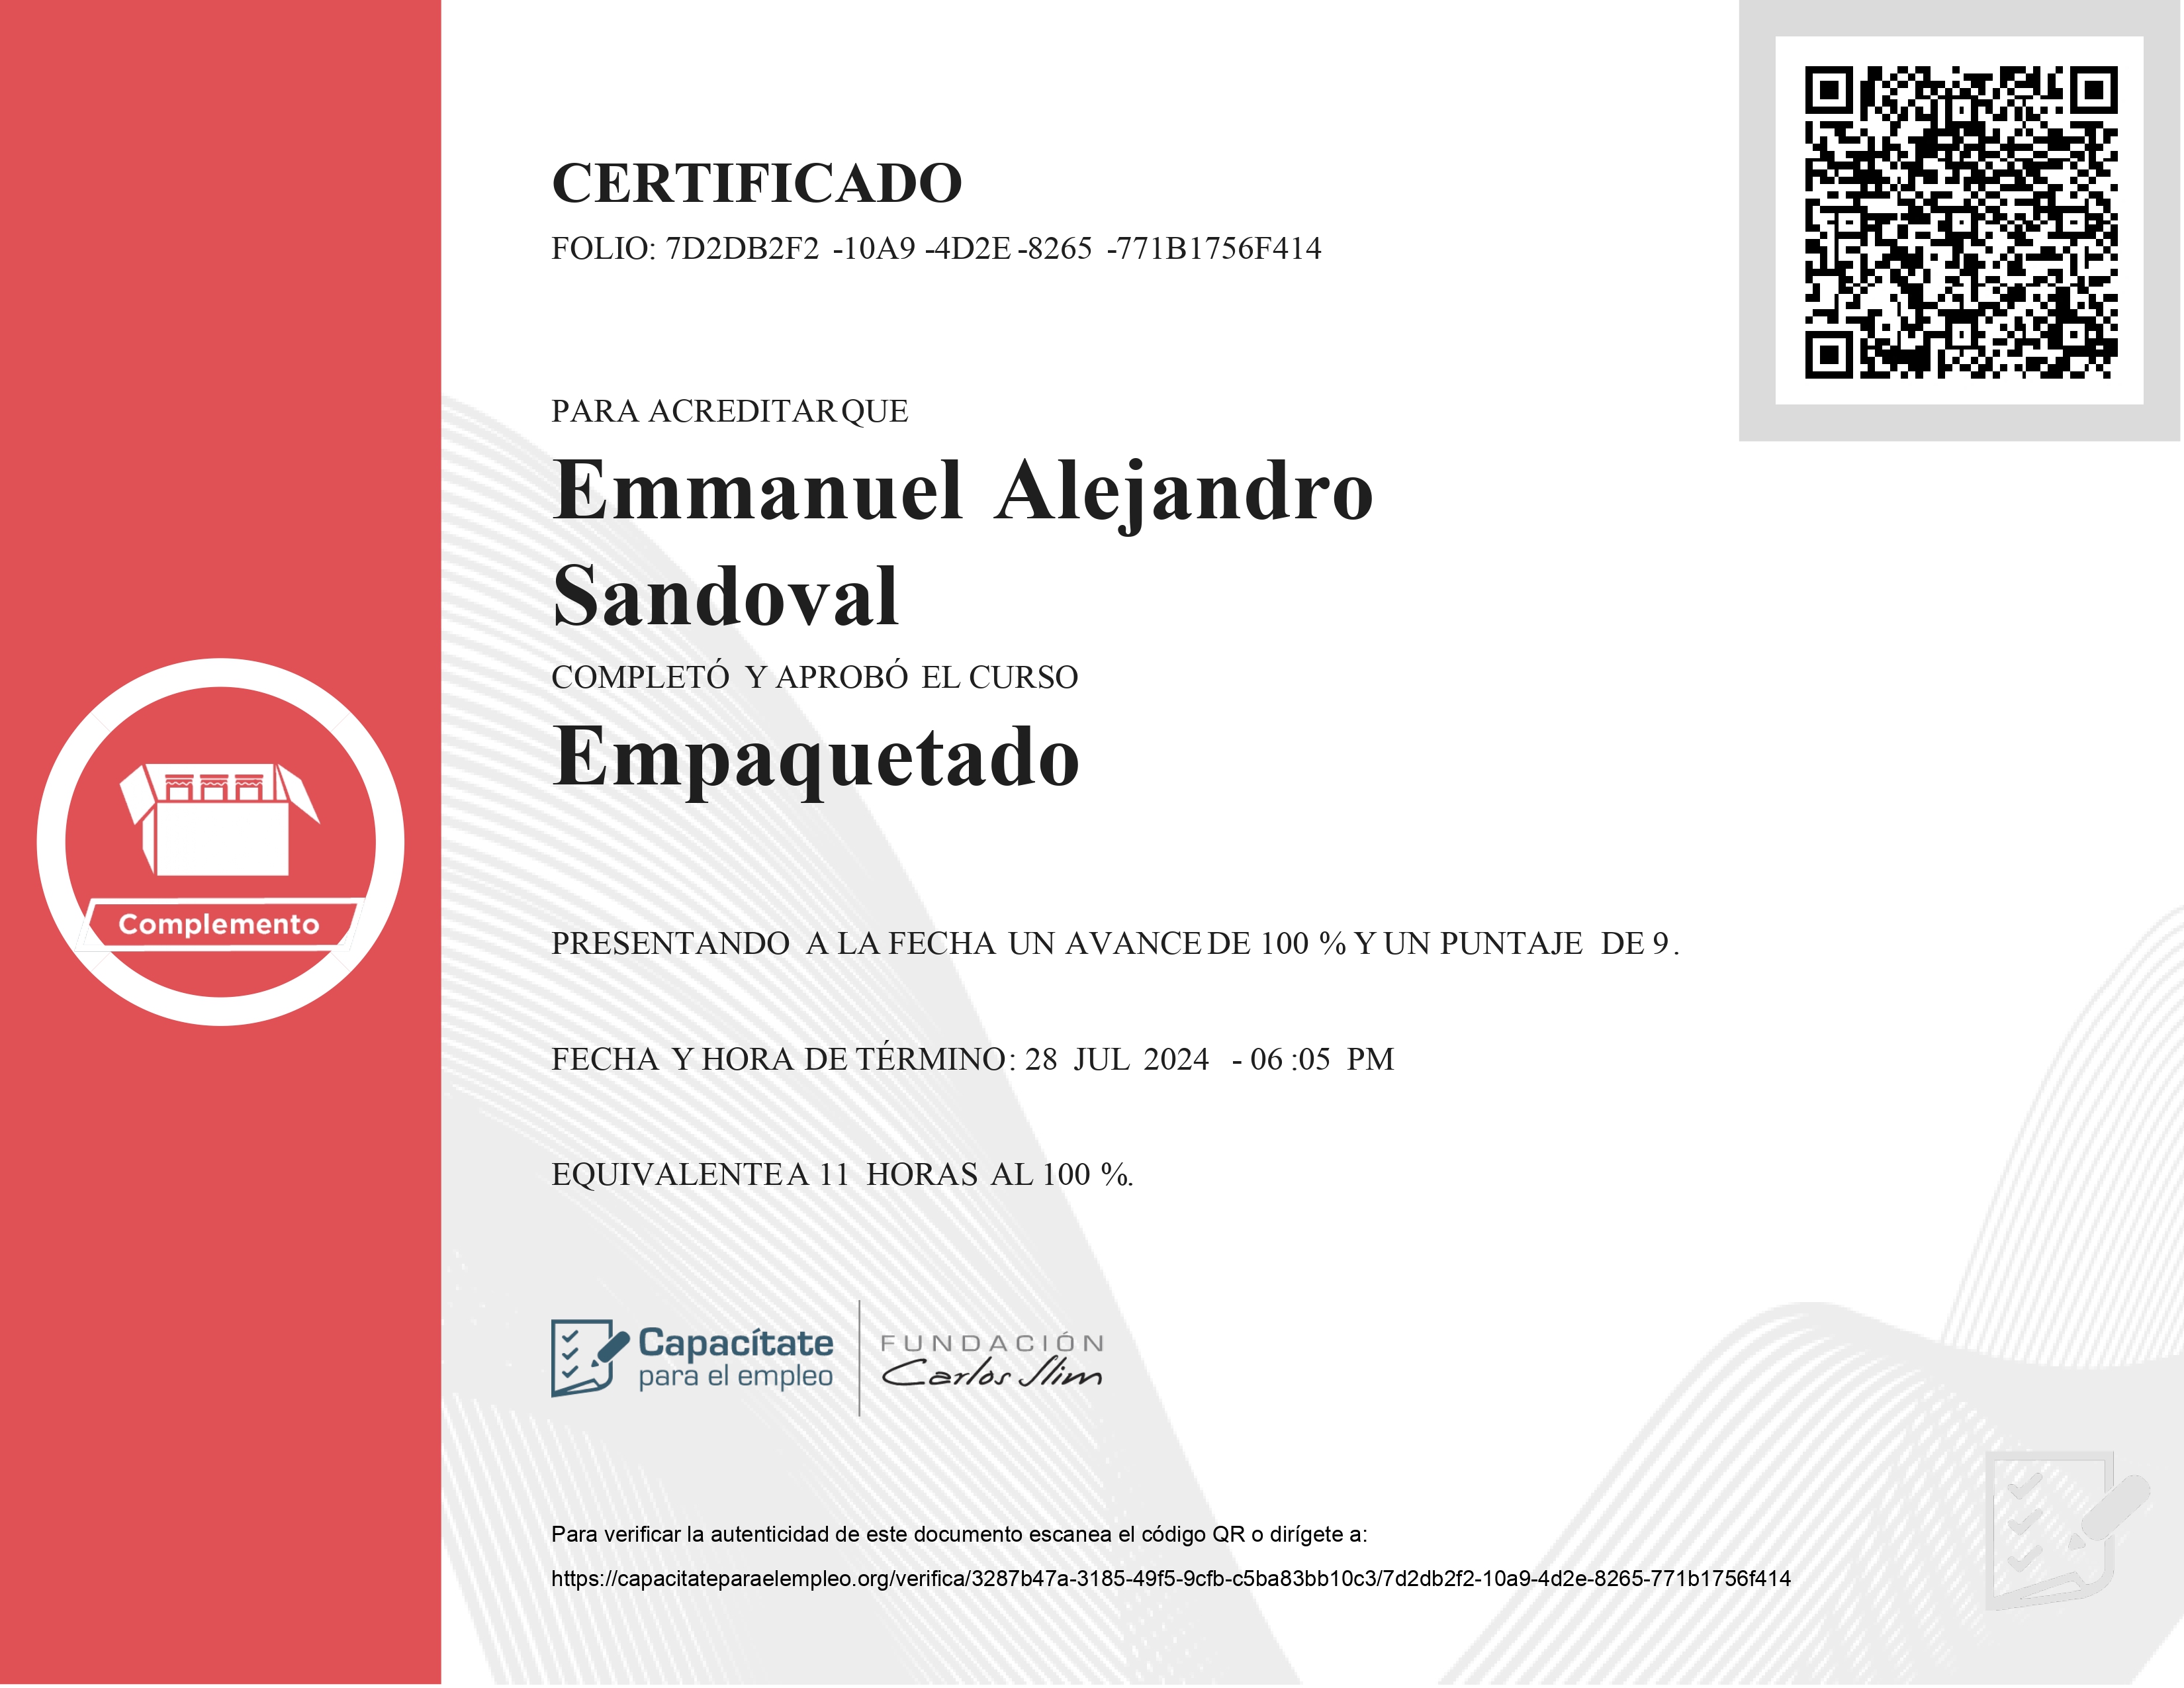 CERTIFICADO
FOLIO: 7D2DB2F2 -10A9 -4D2E -8265 -771B1756F414
PARA ACREDITAR QUE
Emmanuel Alejandro
Sandoval
COMPLETÓ Y APROBÓ EL CURSO
Empaquetado
Complemento
PRESENTANDO A LA FECHA UN AVANCE DE 100 % Y UN PUNTAJE DE 9.
FECHA Y HORA DE TÉRMINO: 28 JUL 2024 - 06 :05 PM
EQUIVALENTE A 11 HORAS AL 100 %.
Capacítate
para el empleo
FUNDACIÓN
Carlos Slim
Para verificar la autenticidad de este documento escanea el código QR o dirígete a:
https://capacitateparaelempleo.org/verifica/3287b47a-3185-49f5-9cfb-c5ba83bb10c3/7d2db2f2-10a9-4d2e-8265-771b1756f414